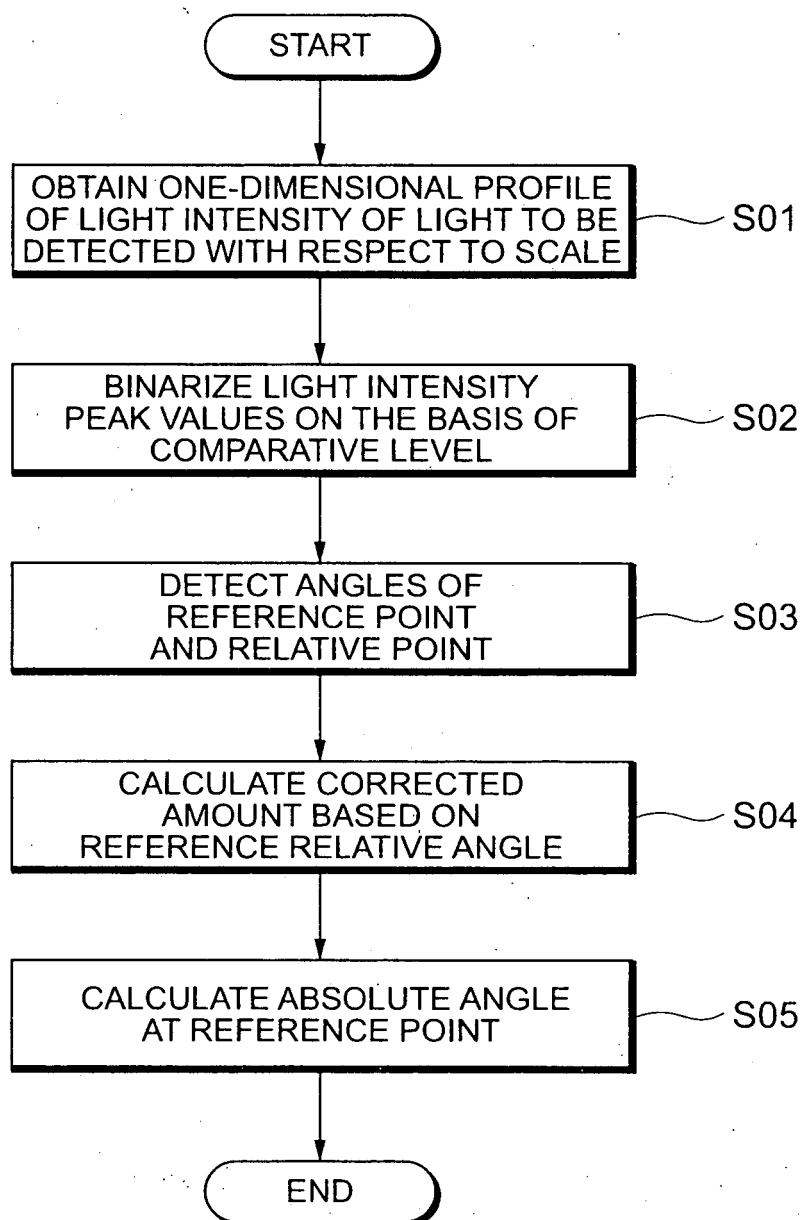 START
OBTAIN ONE-DIMENSIONAL PROFILE
OF LIGHT INTENSITY OF LIGHT TO BE
DETECTED WITH RESPECT TO SCALE
S01
BINARIZE LIGHT INTENSITY
PEAK VALUES ON THE BASIS OF
COMPARATIVE LEVEL
S02
DETECT ANGLES OF
REFERENCE POINT
AND RELATIVE POINT
S03
CALCULATE CORRECTED
AMOUNT BASED ON
REFERENCE RELATIVE ANGLE
S04
CALCULATE ABSOLUTE ANGLE
AT REFERENCE POINT
S05
END